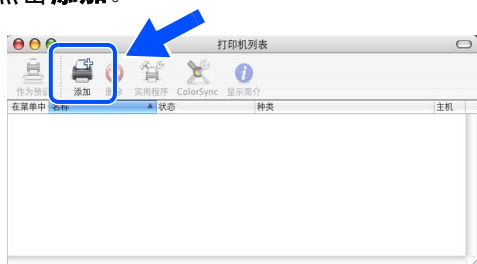 点击添加。
打印机列表
作为预设 添加 删除 实用程序 ColorSync 显示简介
在菜单中 名称 状态 种类 主机